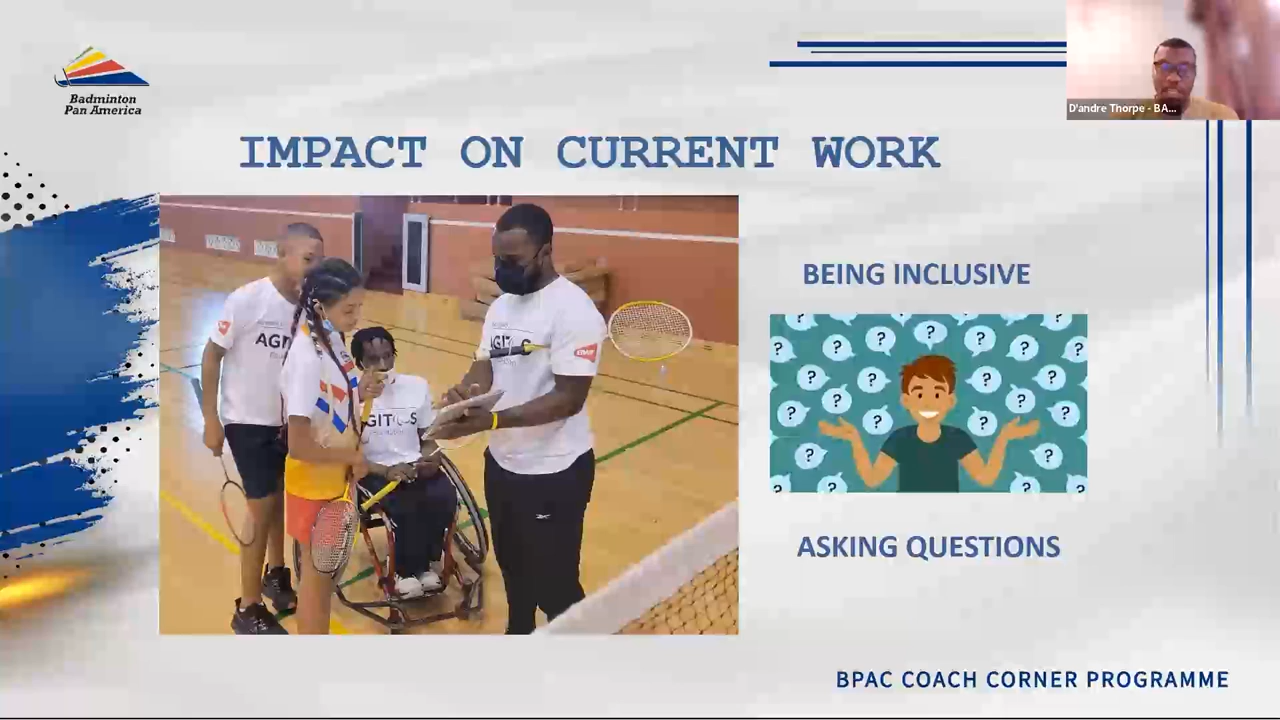 Badminton
Pan America
D'andre Thorpe - BA...
IMPACT ON CURRENT WORK
BEING INCLUSIVE
? ? ? ? ? ? ? ? ? ? ? ? ? ? ? ? ? ? ? ?
ASKING QUESTIONS
BPAC COACH CORNER PROGRAMME